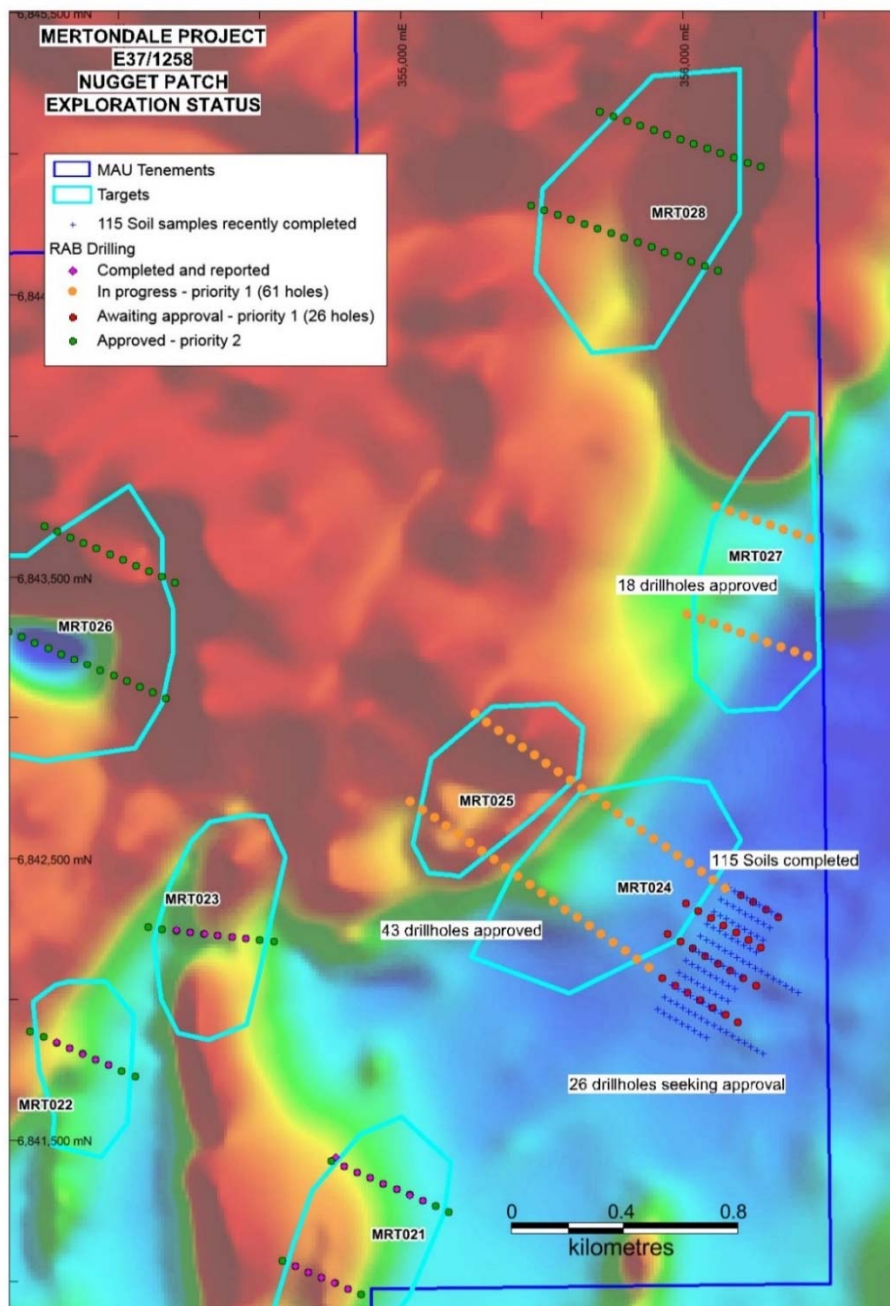 6,845,500 mN
MERTONDALE PROJECT
E37/1258
NUGGET PATCH
EXPLORATION STATUS
355,000 mE
356,000 mE
MAU Tenements
Targets
115 Soil samples recently completed
RAB Drilling
Completed and reported
In progress - priority 1 (61 holes)
Awaiting approval - priority 1 (26 holes)
Approved - priority 2
MRT028
MRT027
18 drillholes approved
6,843,500 mN
MRT026
MRT025
6,842,500 mN
115 Soils completed
MRT024
MRT023
43 drillholes approved
26 drillholes seeking approval
MRT022
6,841,500 mN
MRT021
0 0.4 0.8
kilometres